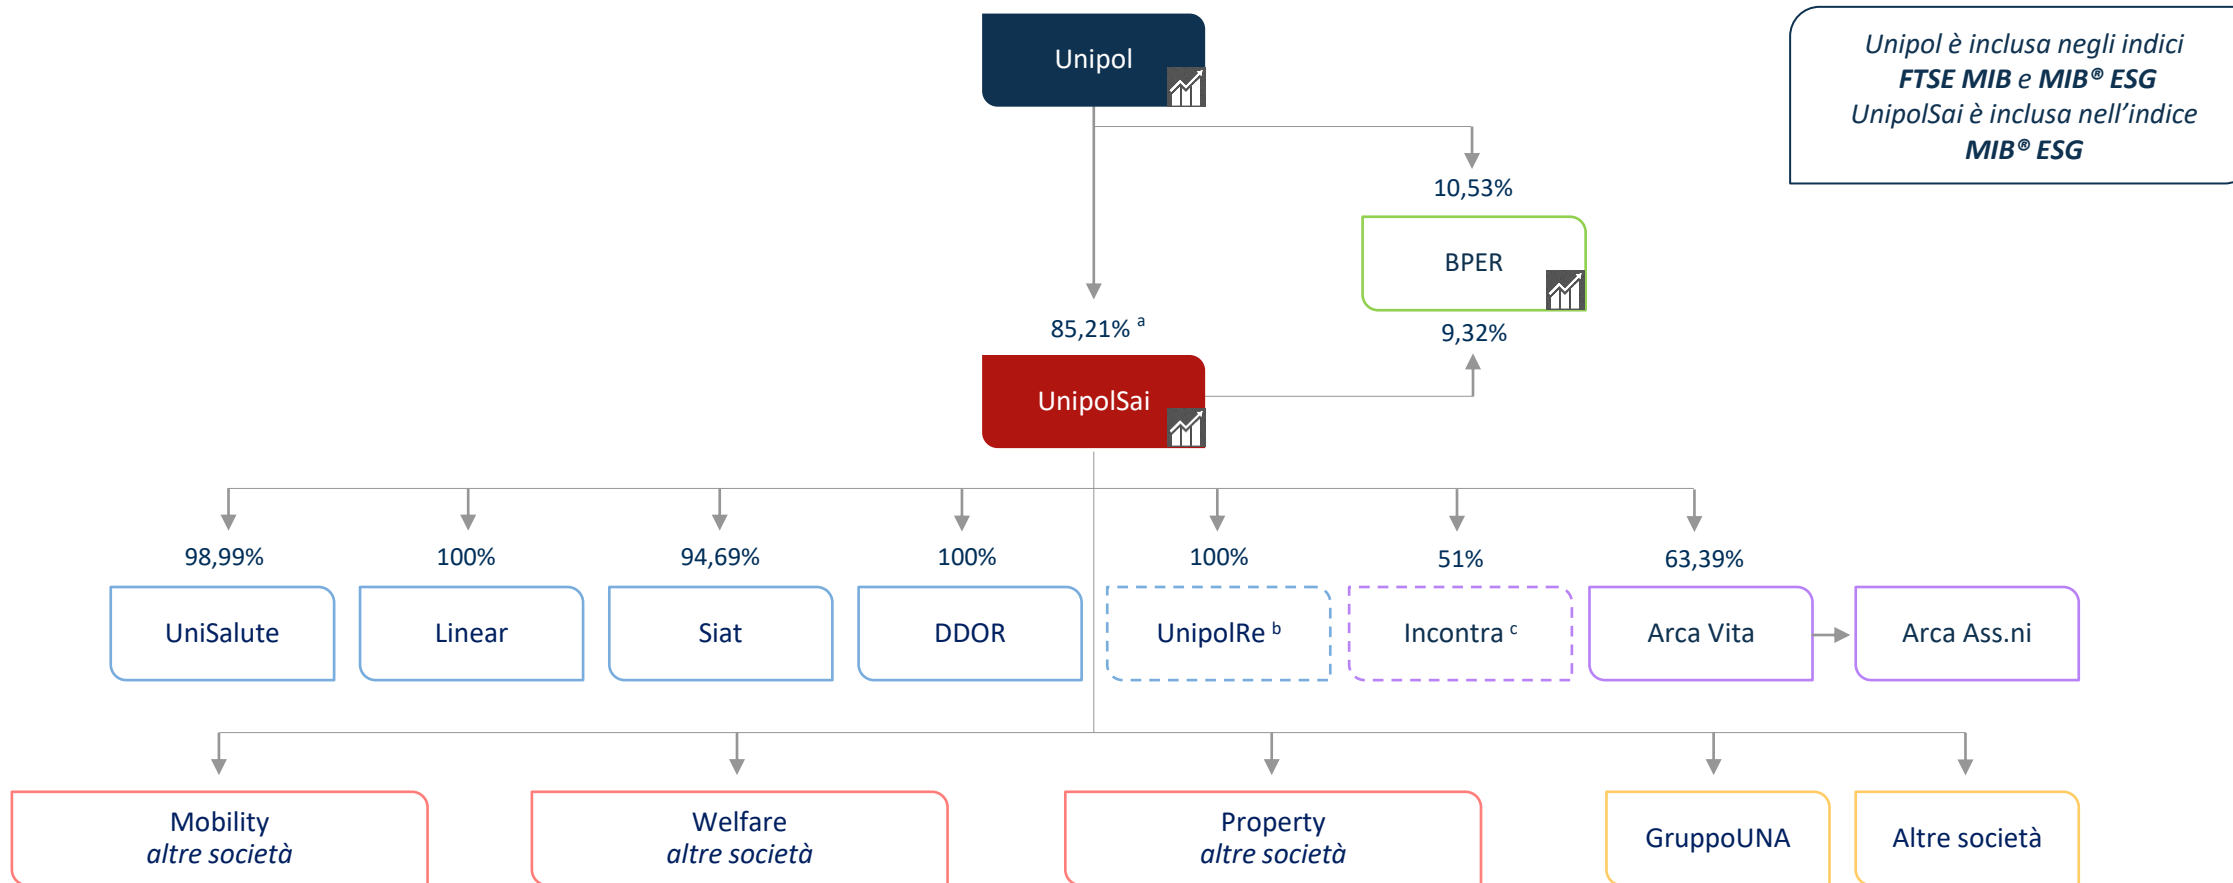 Unipol
Unipol è inclusa negli indici
FTSE MIB e MIB® ESG
UnipolSai è inclusa nell'indice
MIB® ESG
10,53%
BPER
85,21% ᵃ
9,32%
UnipolSai
98,99%
100%
94,69%
100%
100%
51%
63,39%
UniSalute
Linear
Siat
DDOR
UnipolRe ᵇ
Incontra ᶜ
Arca Vita
Arca Ass.ni
Mobility
altre società
Welfare
altre società
Property
altre società
GruppoUNA
Altre società